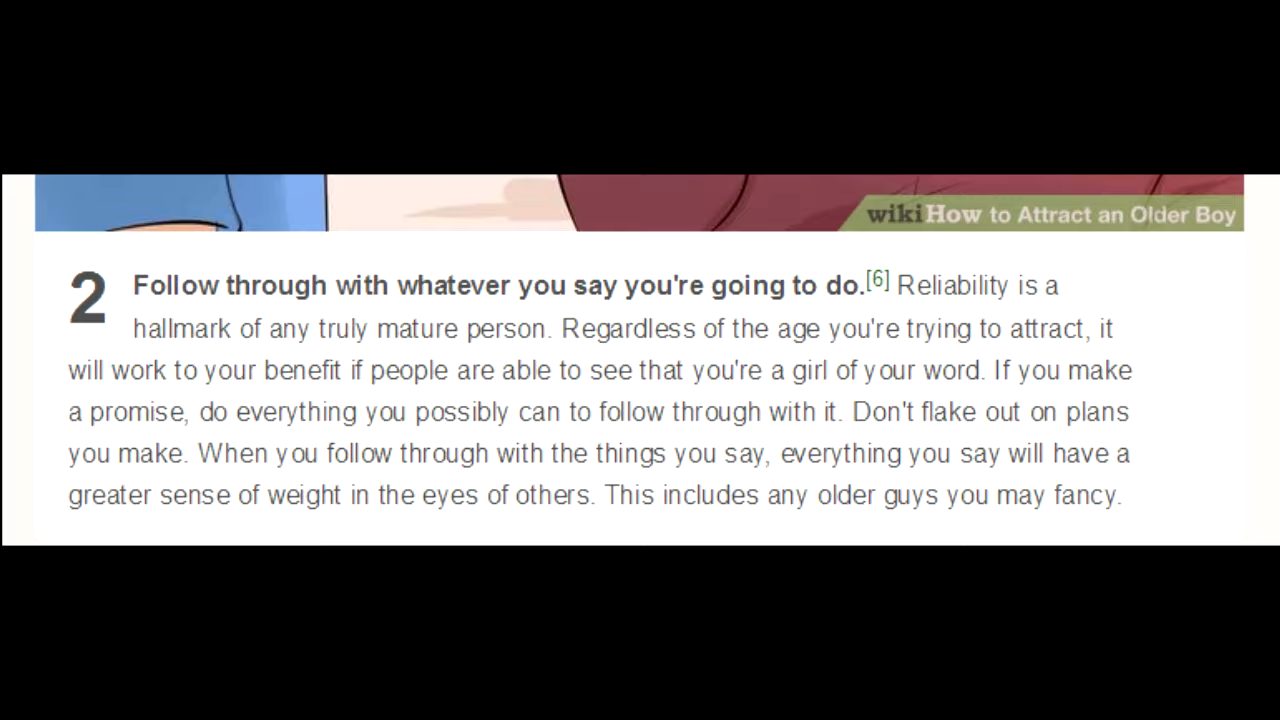 wikiHow to Attract an Older Boy
2 Follow through with whatever you say you're going to do.[6] Reliability is a
hallmark of any truly mature person. Regardless of the age you're trying to attract, it
will work to your benefit if people are able to see that you're a girl of your word. If you make
a promise, do everything you possibly can to follow through with it. Don't flake out on plans
you make. When you follow through with the things you say, everything you say will have a
greater sense of weight in the eyes of others. This includes any older guys you may fancy.